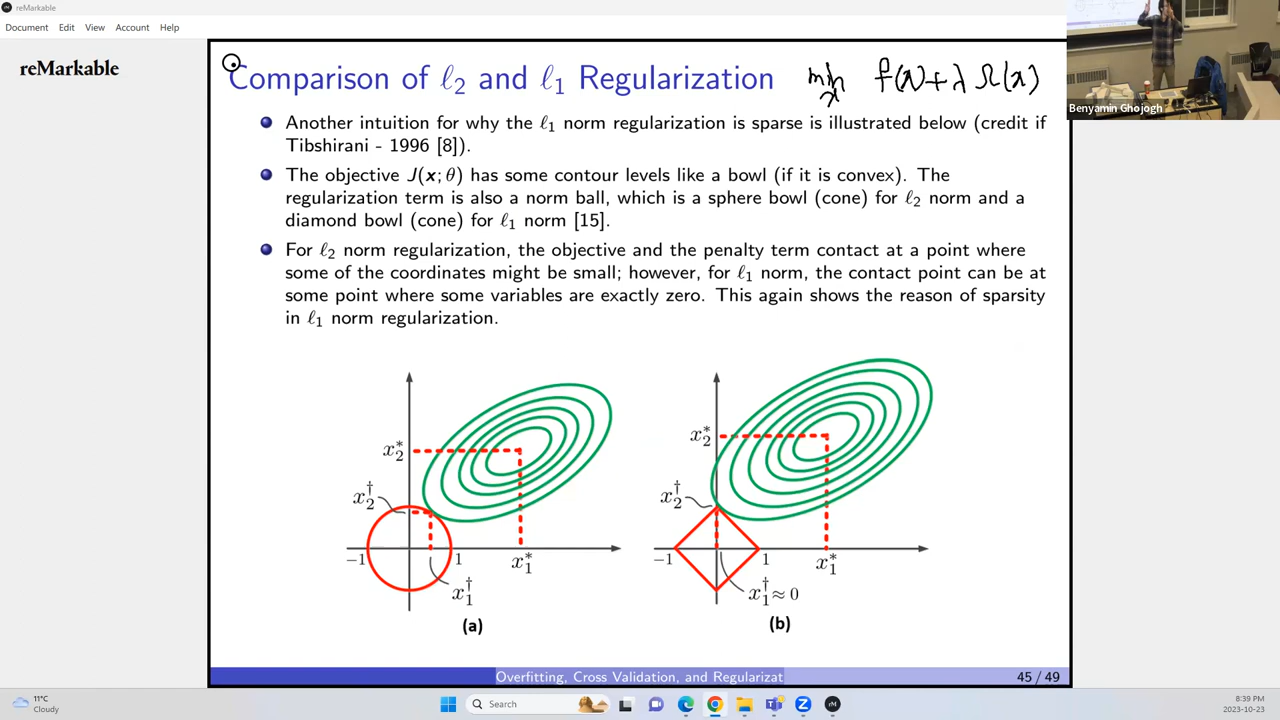 reMarkable
Document Edit View Account Help
reMarkable
Comparison of ℓ2 and ℓ1 Regularization
min x f(x)+λ Ω(x)
Benyamin Ghojogh
Another intuition for why the ℓ1 norm regularization is sparse is illustrated below (credit if
Tibshirani - 1996 [8]).
The objective J(x; θ) has some contour levels like a bowl (if it is convex). The
regularization term is also a norm ball, which is a sphere bowl (cone) for ℓ2 norm and a
diamond bowl (cone) for ℓ1 norm [15].
For ℓ2 norm regularization, the objective and the penalty term contact at a point where
some of the coordinates might be small; however, for ℓ1 norm, the contact point can be at
some point where some variables are exactly zero. This again shows the reason of sparsity
in ℓ1 norm regularization.
x2*
x2†
−1
1
x1*
x1†
(a)
x2*
x2†
−1
1
x1*
x1† ≈ 0
(b)
Overfitting, Cross Validation, and Regularizat
45 / 49
11°C
Cloudy
Search
8:39 PM
2023-10-23